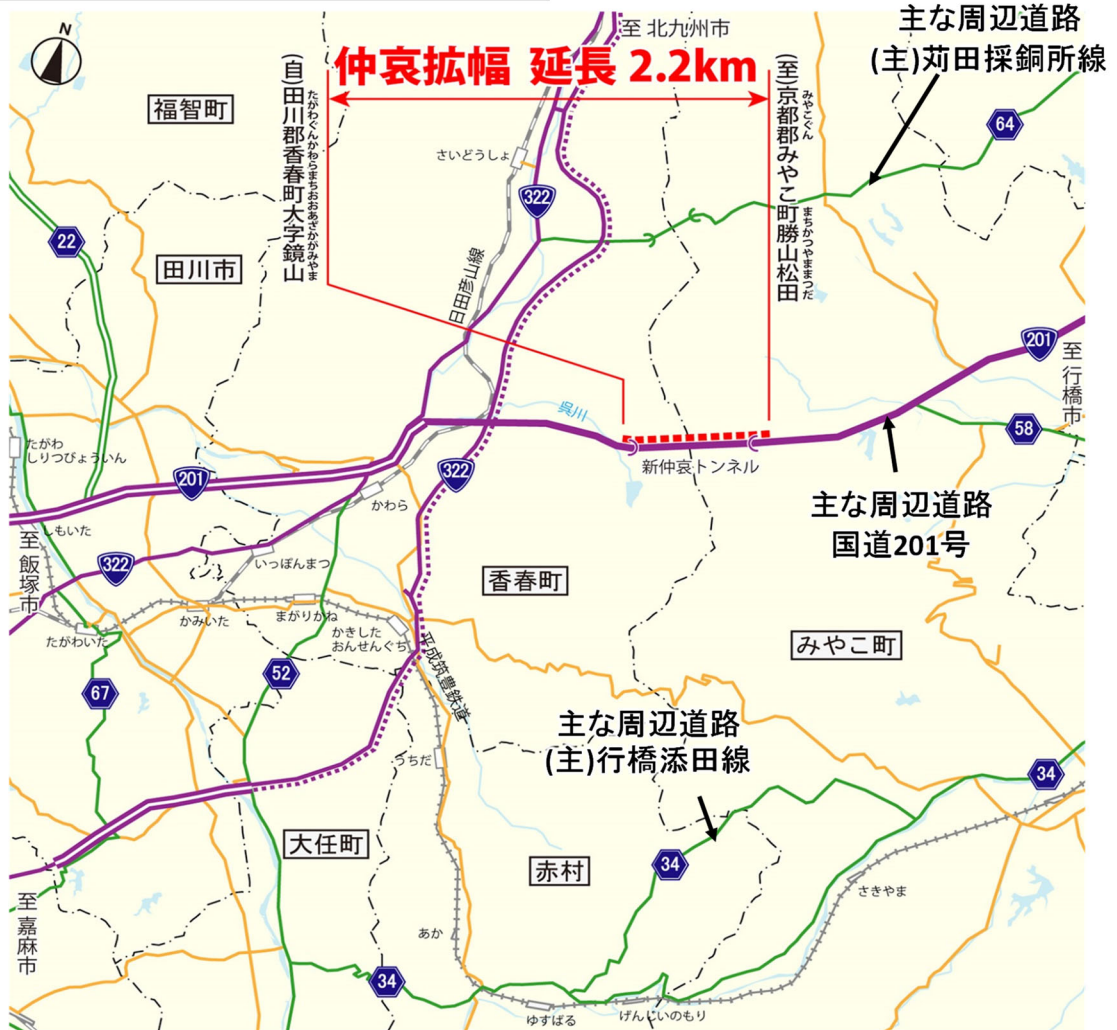 N
至 北九州市
主な周辺道路
(主)苅田採銅所線
仲哀拡幅 延長 2.2km
(自)田川郡香春町大字鏡山
たがわぐんかわらまちおおあざかがみやま
(至)京都郡みやこ町勝山松田
みやこぐん
まちかつやままつだ
福智町
64
さいどうしょ
322
22
田川市
日田彦山線
201
至 行橋市
呉川
58
新仲哀トンネル
たがわ
しりつびょういん
201
322
かわら
主な周辺道路
国道201号
しもいた
至 飯塚市
322
いっぽんまつ
香春町
かみいた
まがりかね
かきした
おんせんぐち
たがわいた
平成筑豊鉄道
みやこ町
52
67
主な周辺道路
(主)行橋添田線
うちだ
34
大任町
赤村
34
さきやま
至 嘉麻市
あか
34
ゆすばる
げんじいのもり